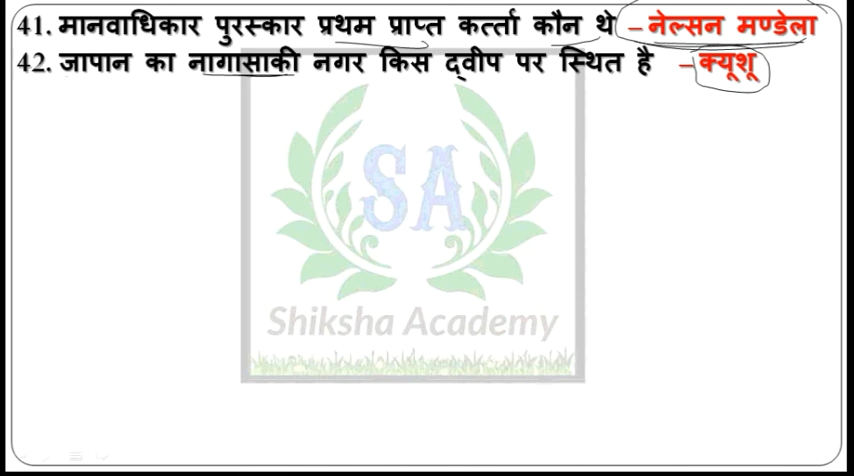 41. मानवाधिकार पुरस्कार प्रथम प्राप्त कर्त्ता कौन थे – नेल्सन मण्डेला
42. जापान का नागासाकी नगर किस द्वीप पर स्थित है – क्यूशू
SA
Shiksha Academy